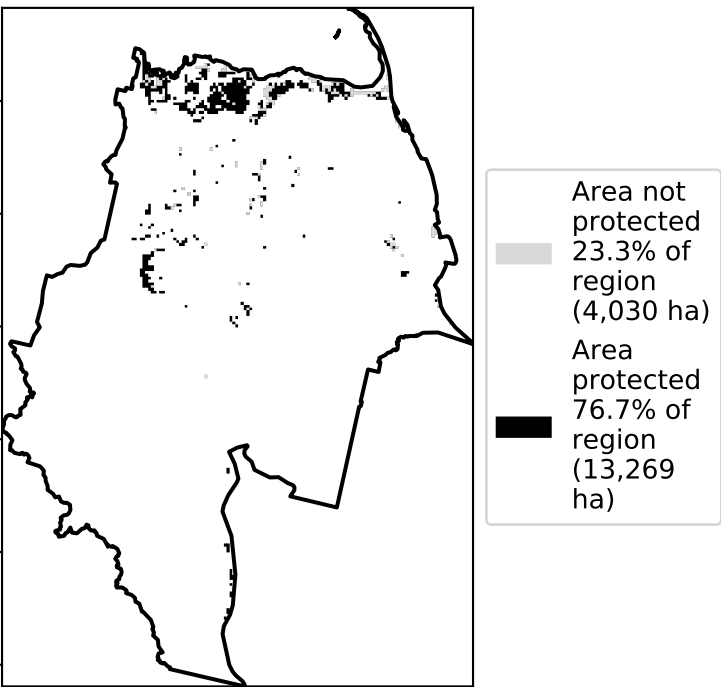 Area not
protected
23.3% of
region
(4,030 ha)
Area
protected
76.7% of
region
(13,269
ha)